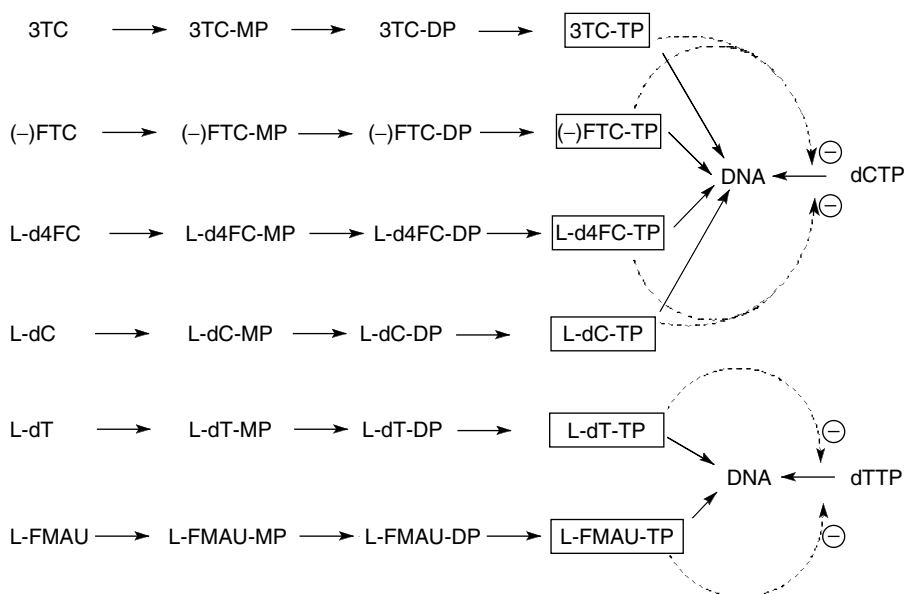 3TC 3TC-MP 3TC-DP 3TC-TP
(−)FTC (−)FTC-MP (−)FTC-DP (−)FTC-TP
−
DNA dCTP
−
L-d4FC L-d4FC-MP L-d4FC-DP L-d4FC-TP
L-dC L-dC-MP L-dC-DP L-dC-TP
L-dT L-dT-MP L-dT-DP L-dT-TP
−
DNA dTTP
−
L-FMAU L-FMAU-MP L-FMAU-DP L-FMAU-TP